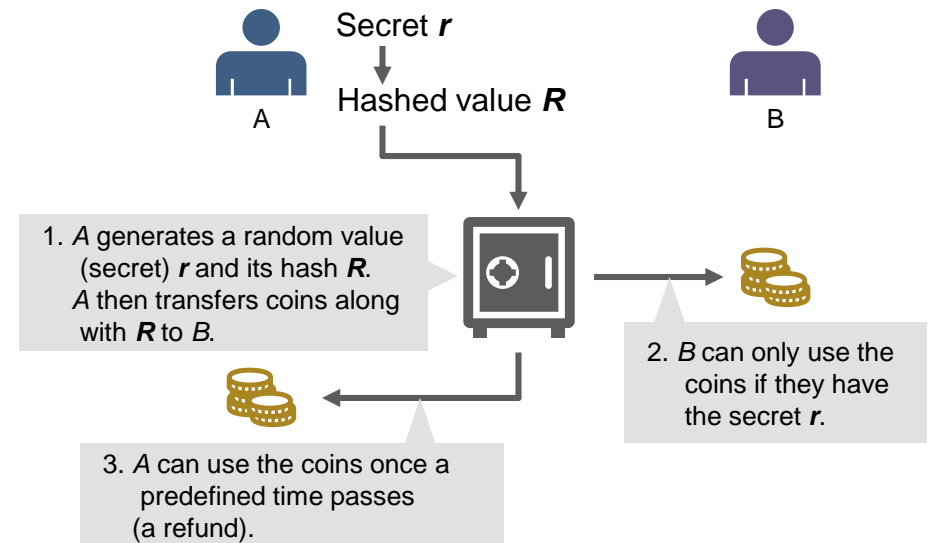 Secret r
Hashed value R
A
B
1. A generates a random value
(secret) r and its hash R.
A then transfers coins along
with R to B.
2. B can only use the
coins if they have
the secret r.
3. A can use the coins once a
predefined time passes
(a refund).